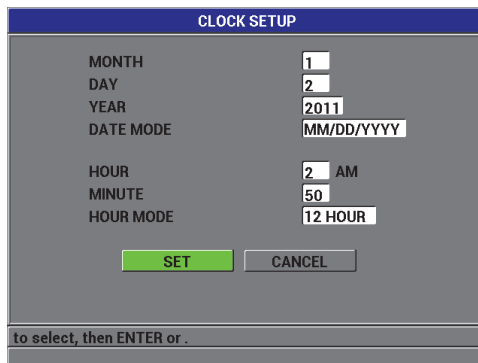 CLOCK SETUP
MONTH 1
DAY 2
YEAR 2011
DATE MODE MM/DD/YYYY
HOUR 2 AM
MINUTE 50
HOUR MODE 12 HOUR
SET CANCEL
to select, then ENTER or .